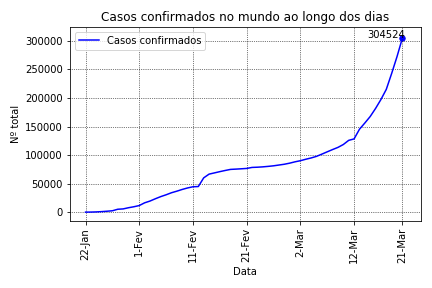 Casos confirmados no mundo ao longo dos dias
Casos confirmados
304524
300000
250000
200000
150000
100000
50000
0
Nº total
22-Jan
1-Fev
11-Fev
21-Fev
2-Mar
12-Mar
21-Mar
Data